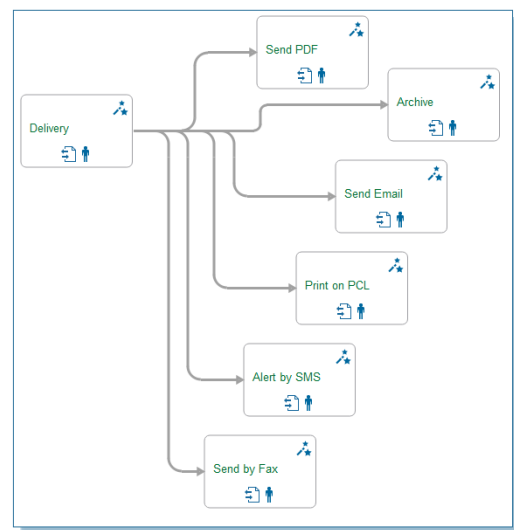 Send PDF
Archive
Delivery
Send Email
Print on PCL
Alert by SMS
Send by Fax